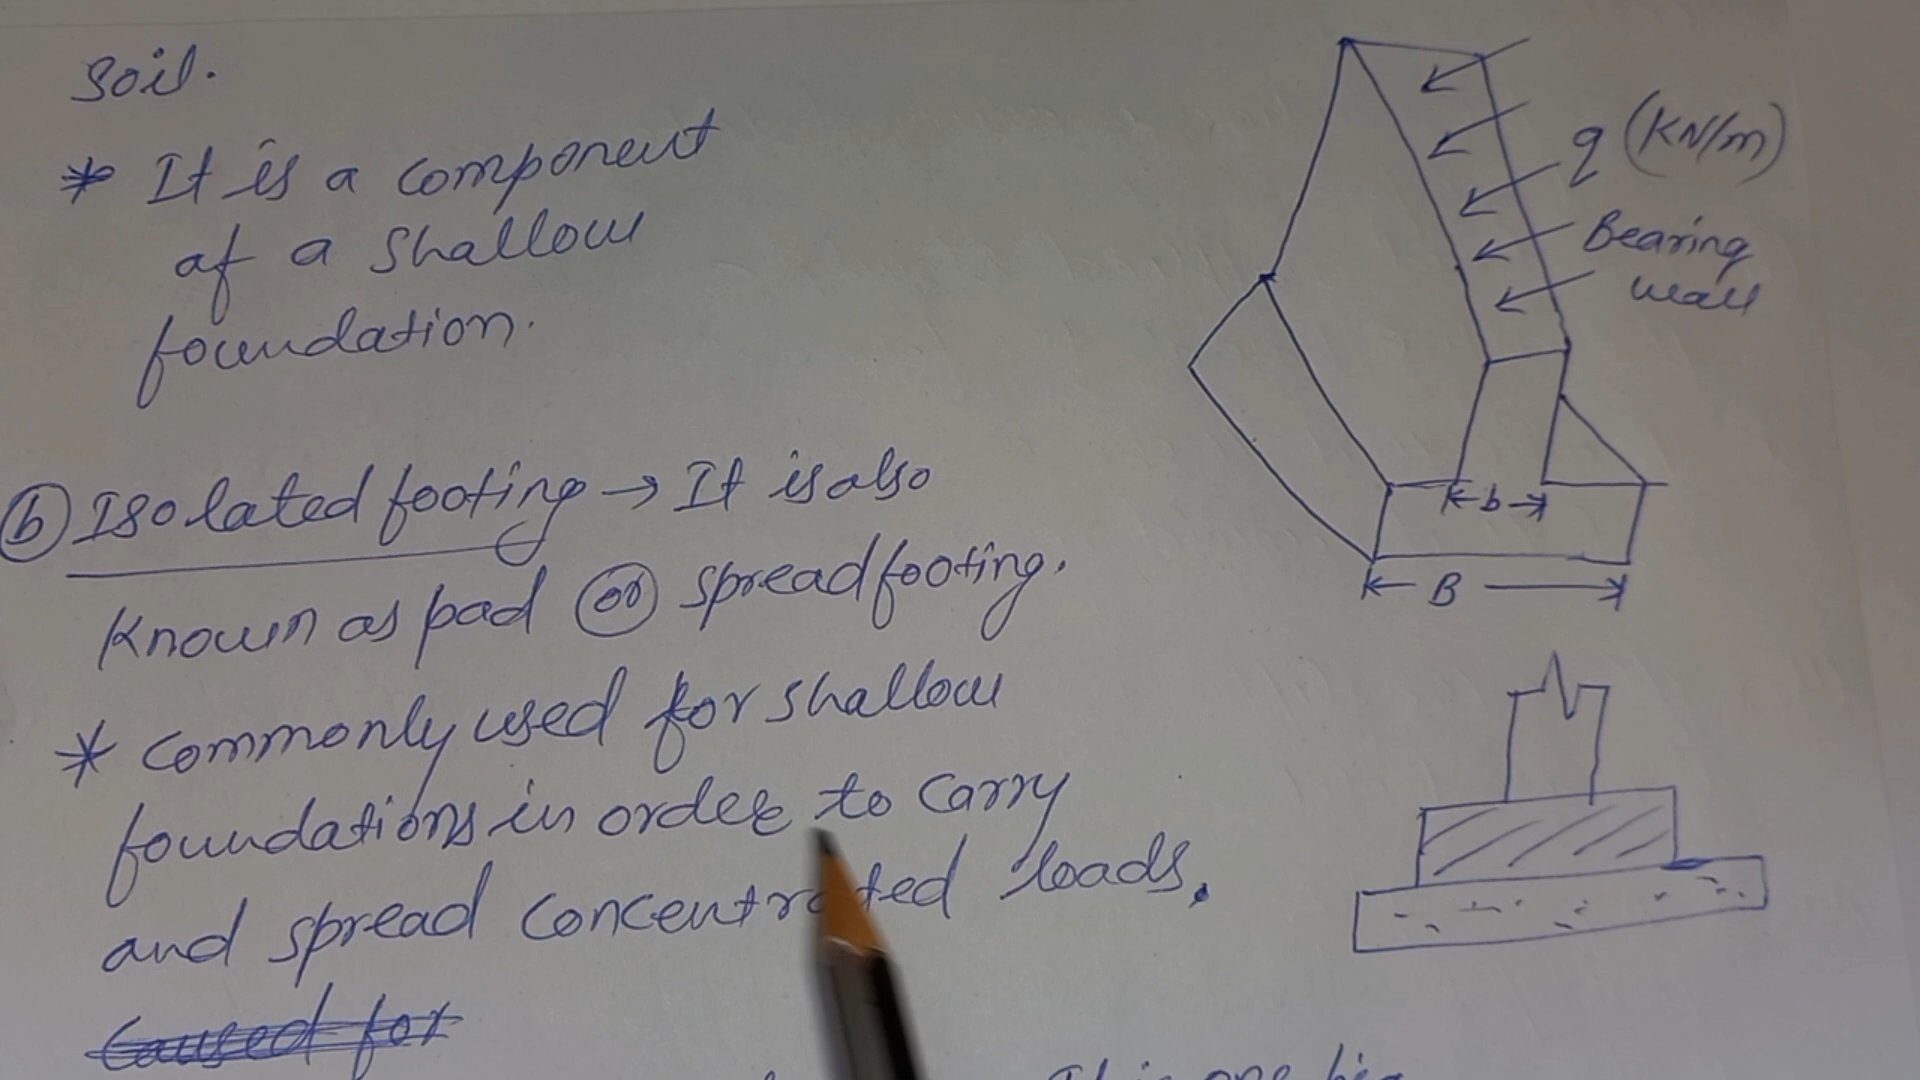 Soil.
* It is a component
of a shallow
foundation.
q (KN/m)
Bearing
wall
b
B
(b) Isolated footing → It is also
Known as pad (or) spread footing.
* Commonly used for shallow
foundations in order to carry
and spread concentrated loads.
Caused for